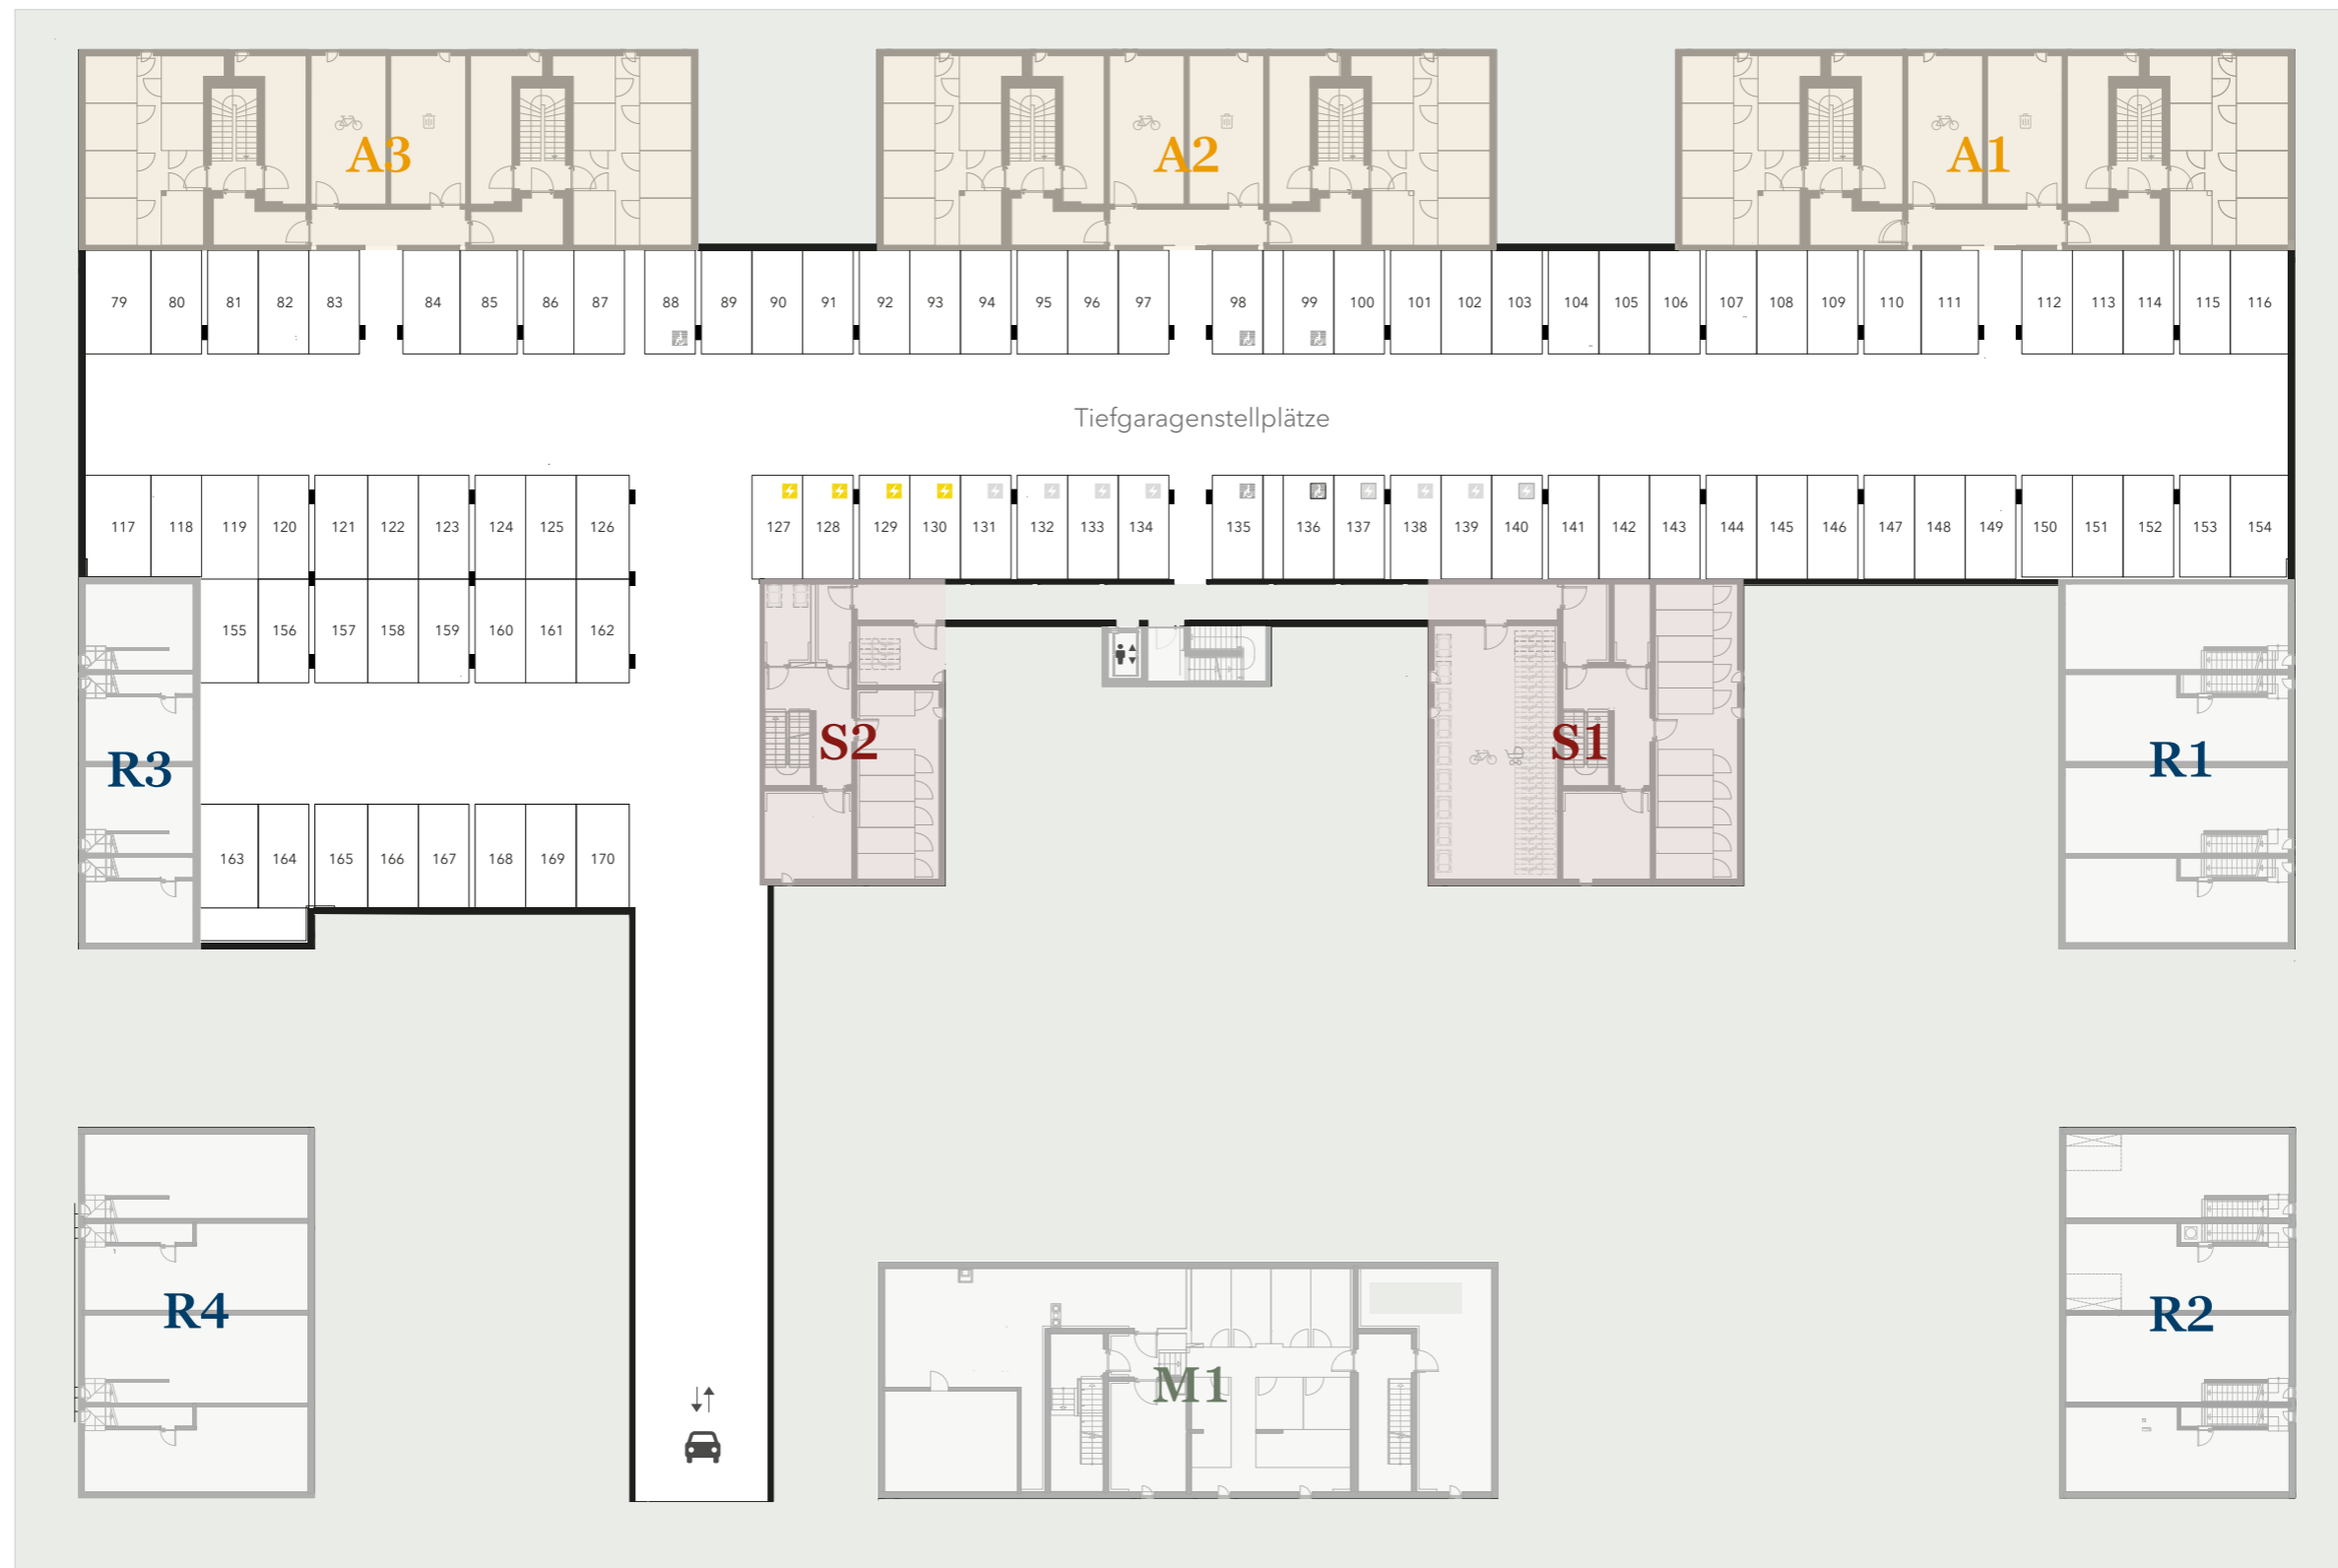 A3 A2 A1
79 80 81 82 83 84 85 86 87 88 89 90 91 92 93 94 95 96 97 98 99 100 101 102 103 104 105 106 107 108 109 110 111 112 113 114 115 116
Tiefgaragenstellplätze
117 118 119 120 121 122 123 124 125 126 127 128 129 130 131 132 133 134 135 136 137 138 139 140 141 142 143 144 145 146 147 148 149 150 151 152 153 154
155 156 157 158 159 160 161 162
S2 S1
R3 R1
163 164 165 166 167 168 169 170
R4 R2
M1